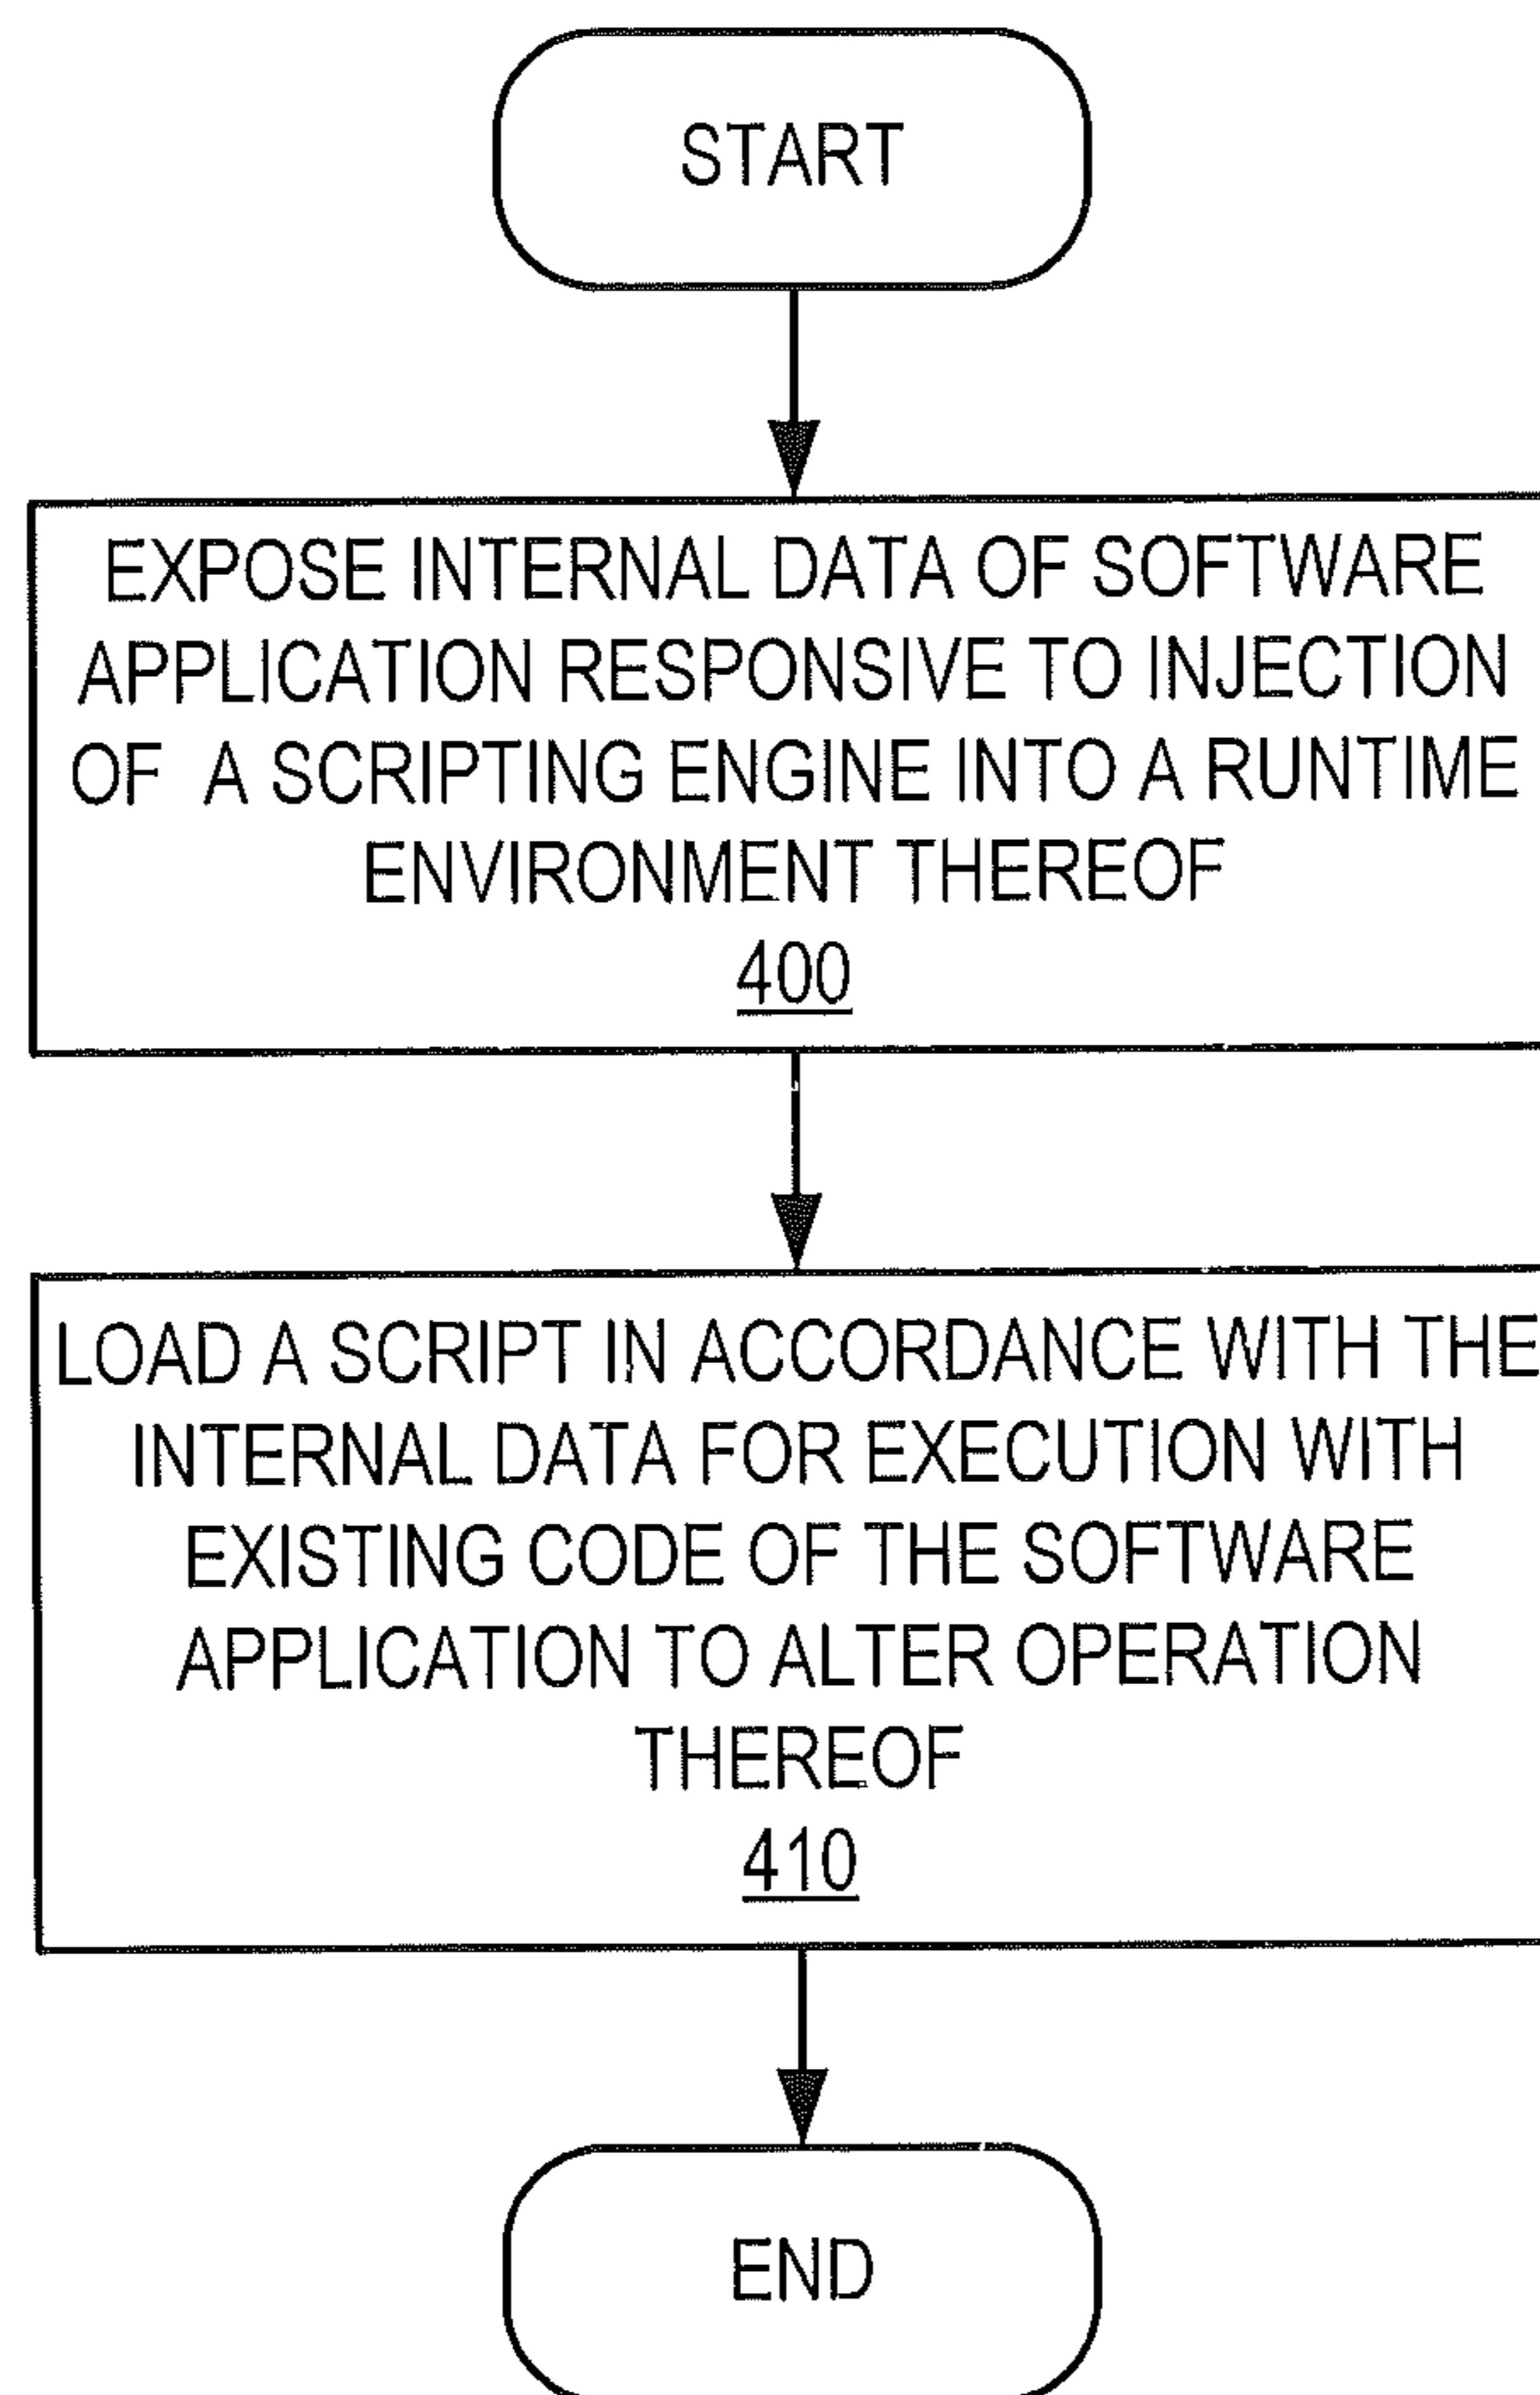 START
EXPOSE INTERNAL DATA OF SOFTWARE
APPLICATION RESPONSIVE TO INJECTION
OF A SCRIPTING ENGINE INTO A RUNTIME
ENVIRONMENT THEREOF
400
LOAD A SCRIPT IN ACCORDANCE WITH THE
INTERNAL DATA FOR EXECUTION WITH
EXISTING CODE OF THE SOFTWARE
APPLICATION TO ALTER OPERATION
THEREOF
410
END